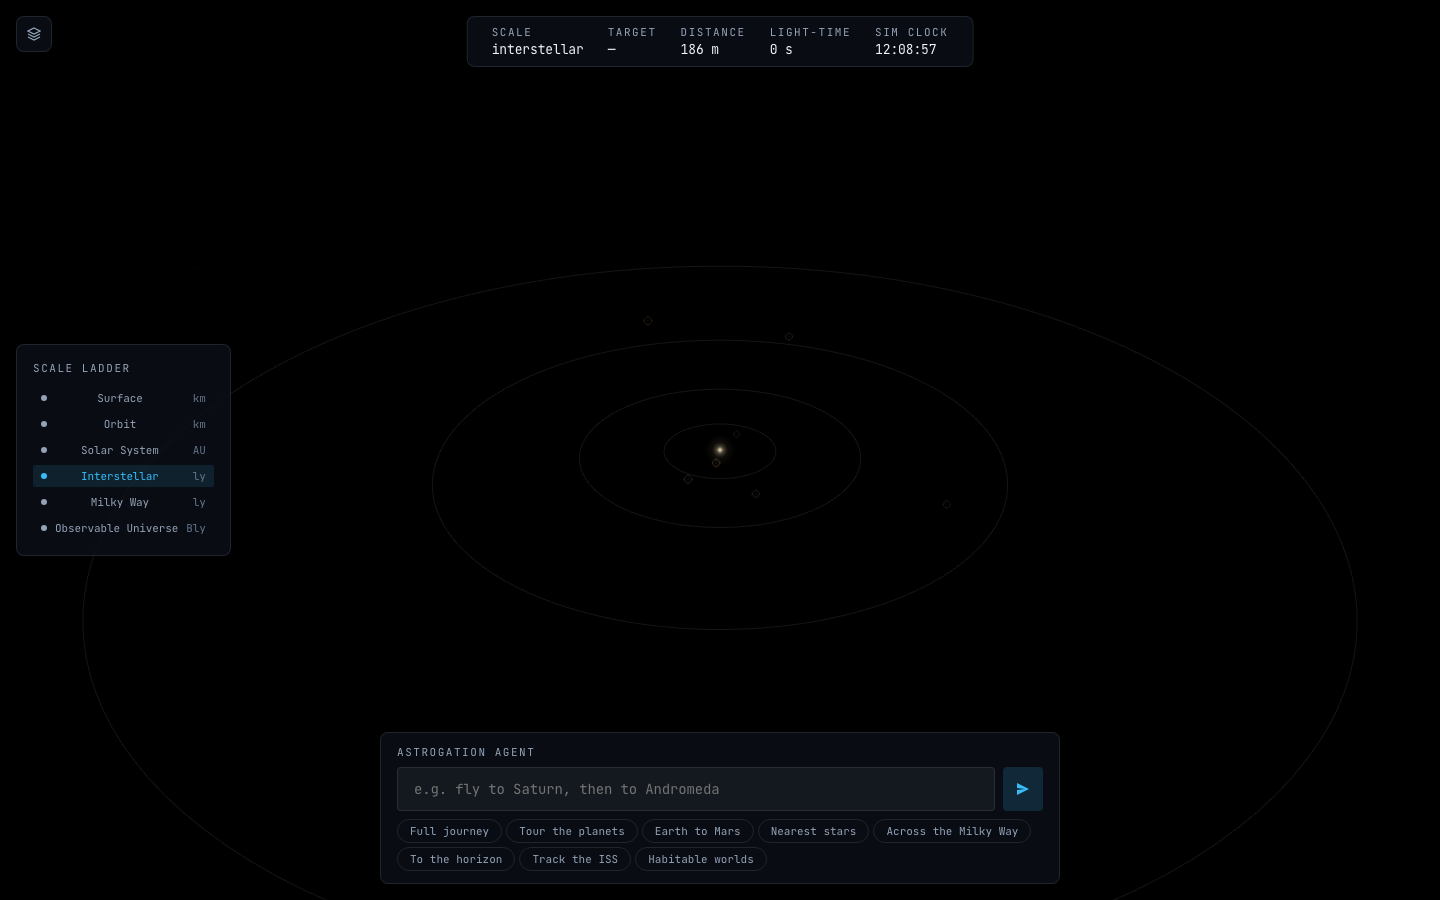 SCALE TARGET DISTANCE LIGHT-TIME SIM CLOCK
interstellar — 186 m 0 s 12:08:57
SCALE LADDER
Surface km
Orbit km
Solar System AU
Interstellar ly
Milky Way ly
Observable Universe Bly
ASTROGATION AGENT
e.g. fly to Saturn, then to Andromeda
Full journey Tour the planets Earth to Mars Nearest stars Across the Milky Way
To the horizon Track the ISS Habitable worlds